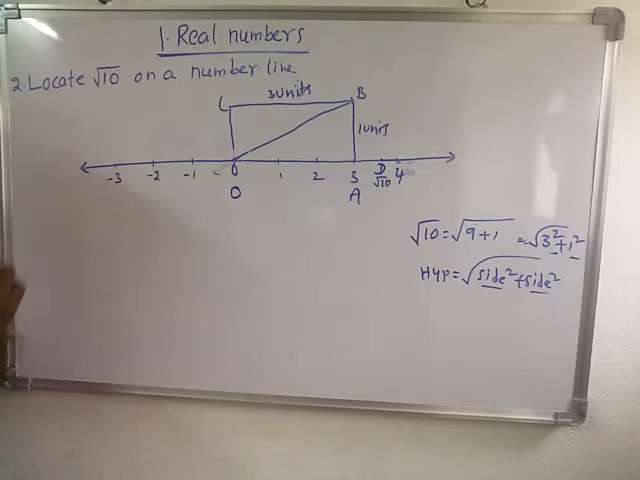 1. Real numbers
2. Locate √10 on a number line.
L 3units B
1units
-3 -2 -1 0 1 2 3 D/√10 4
O A
√10 = √9+1 = √3²+1²
Hyp = √side²+side²